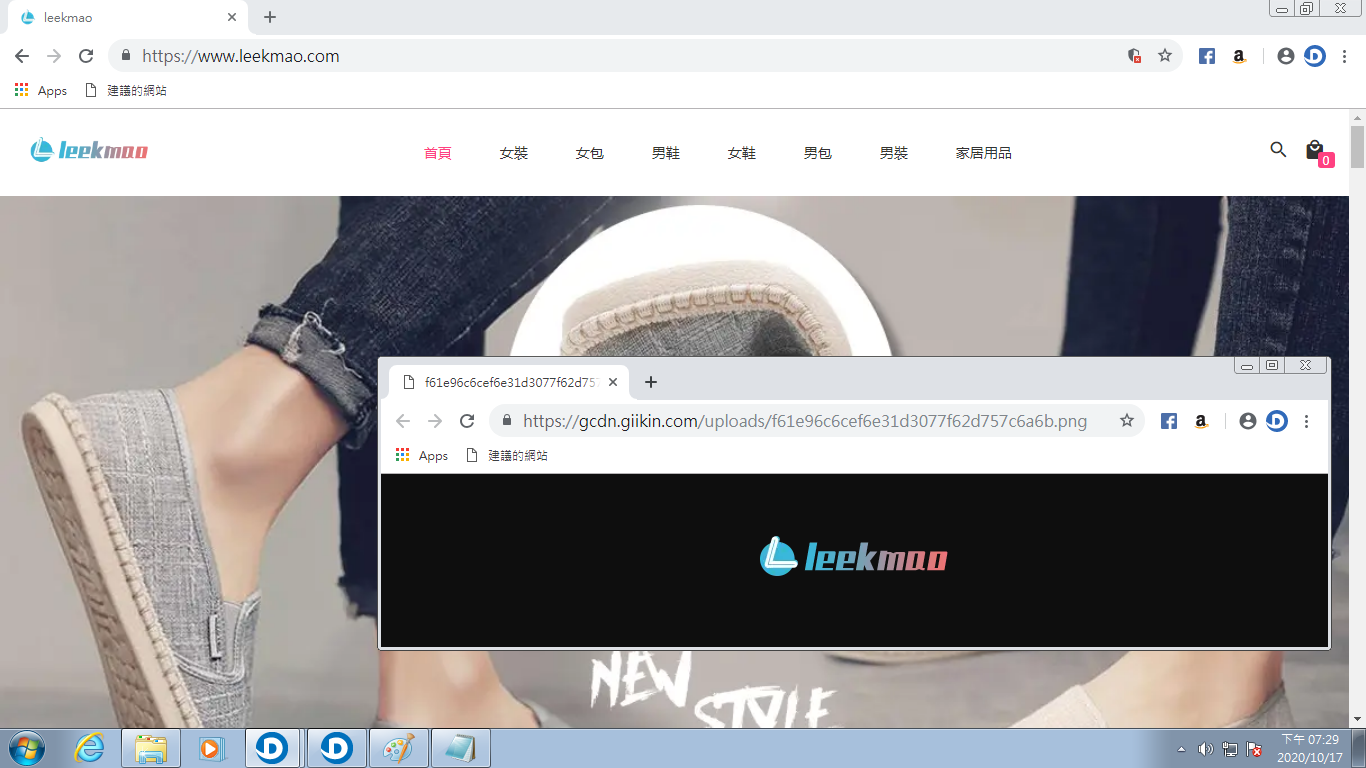 leekmao
https://www.leekmao.com
Apps 建議的網站
leekmao
首頁 女裝 女包 男鞋 女鞋 男包 男裝 家居用品
0
f61e96c6cef6e31d3077f62d757
https://gcdn.giikin.com/uploads/f61e96c6cef6e31d3077f62d757c6a6b.png
Apps 建議的網站
leekmao
NEW
STYLE
下午 07:29
2020/10/17